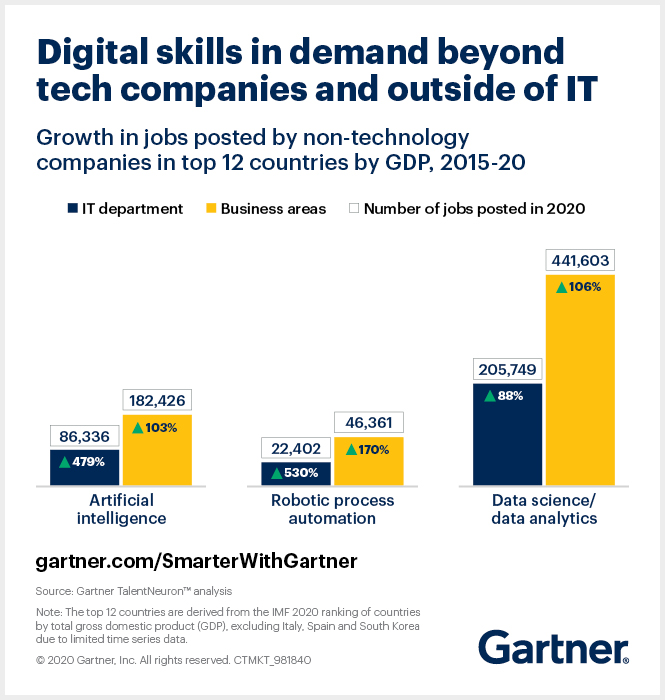 Digital skills in demand beyond
tech companies and outside of IT
Growth in jobs posted by non-technology
companies in top 12 countries by GDP, 2015-20
IT department
Business areas
Number of jobs posted in 2020
86,336
479%
182,426
103%
Artificial
intelligence
22,402
530%
46,361
170%
Robotic process
automation
205,749
88%
441,603
106%
Data science/
data analytics
gartner.com/SmarterWithGartner
Source: Gartner TalentNeuron™ analysis
Note: The top 12 countries are derived from the IMF 2020 ranking of countries
by total gross domestic product (GDP), excluding Italy, Spain and South Korea
due to limited time series data.
© 2020 Gartner, Inc. All rights reserved. CTMKT_981840
Gartner®